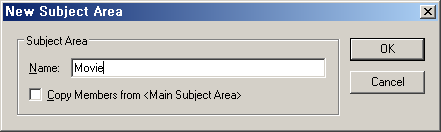 New Subject Area
Subject Area
OK
Name: Movie
Cancel
Copy Members from <Main Subject Area>